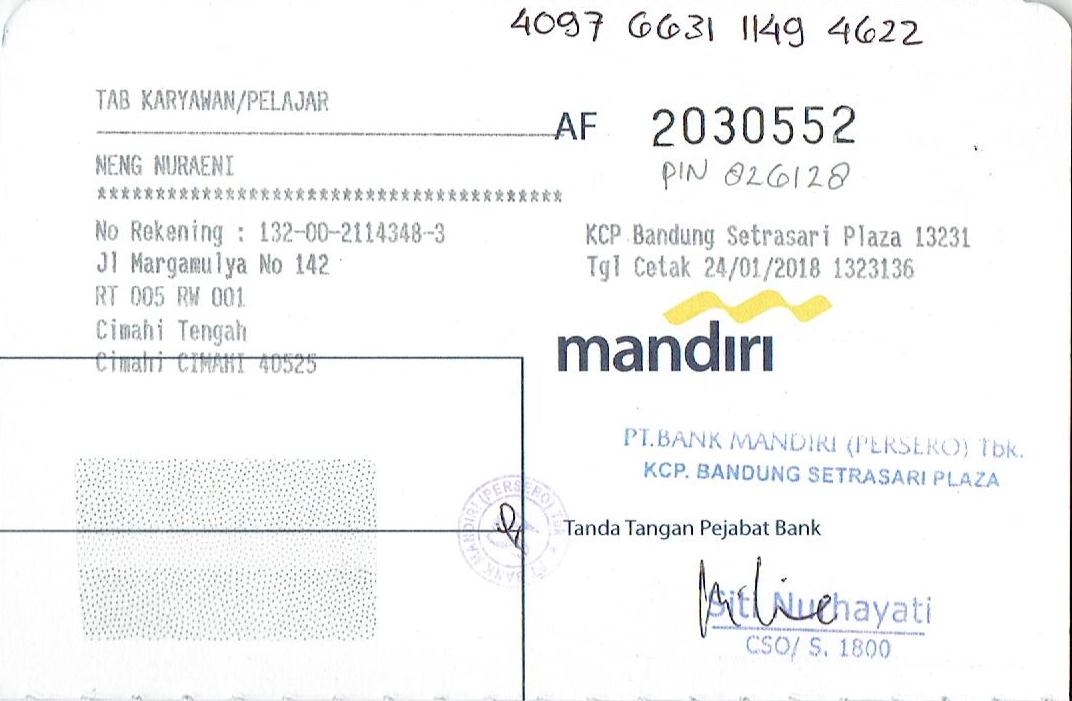 4097 6631 1149 4622
TAB KARYAWAN/PELAJAR
AF 2030552
NENG NURAENI
PIN 026128
****************************************
No Rekening : 132-00-2114348-3
Jl Margamulya No 142
RT 005 RW 001
Cimahi Tengah
Cimahi CIMAHI 40525
KCP Bandung Setrasari Plaza 13231
Tgl Cetak 24/01/2018 1323136
mandiri
PT.BANK MANDIRI (PERSERO) Tbk.
KCP. BANDUNG SETRASARI PLAZA
PT. BANK MANDIRI (PERSERO) Tbk
Tanda Tangan Pejabat Bank
Siti Nurhayati
CSO/ S. 1800